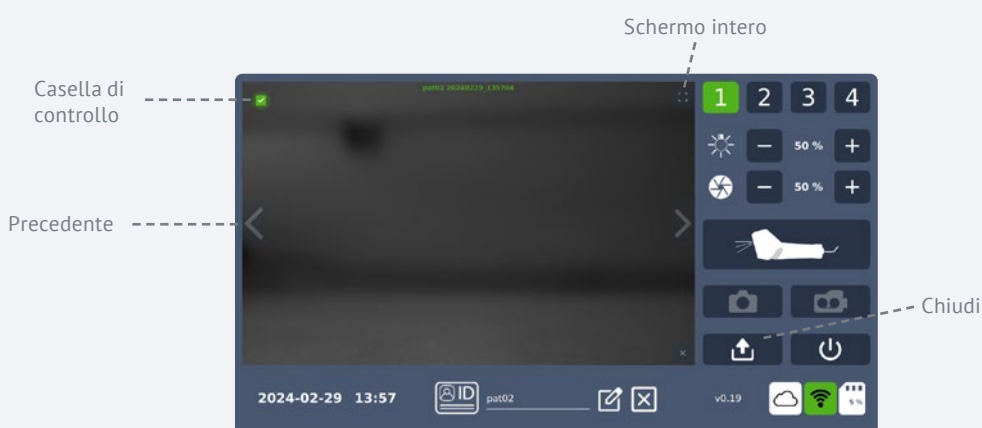 Schermo intero
Casella di
controllo
pat02 20240229_135704
1 2 3 4
50 %
50 %
Precedente
Chiudi
2024-02-29 13:57
ID
pat02
v0.19
5 %